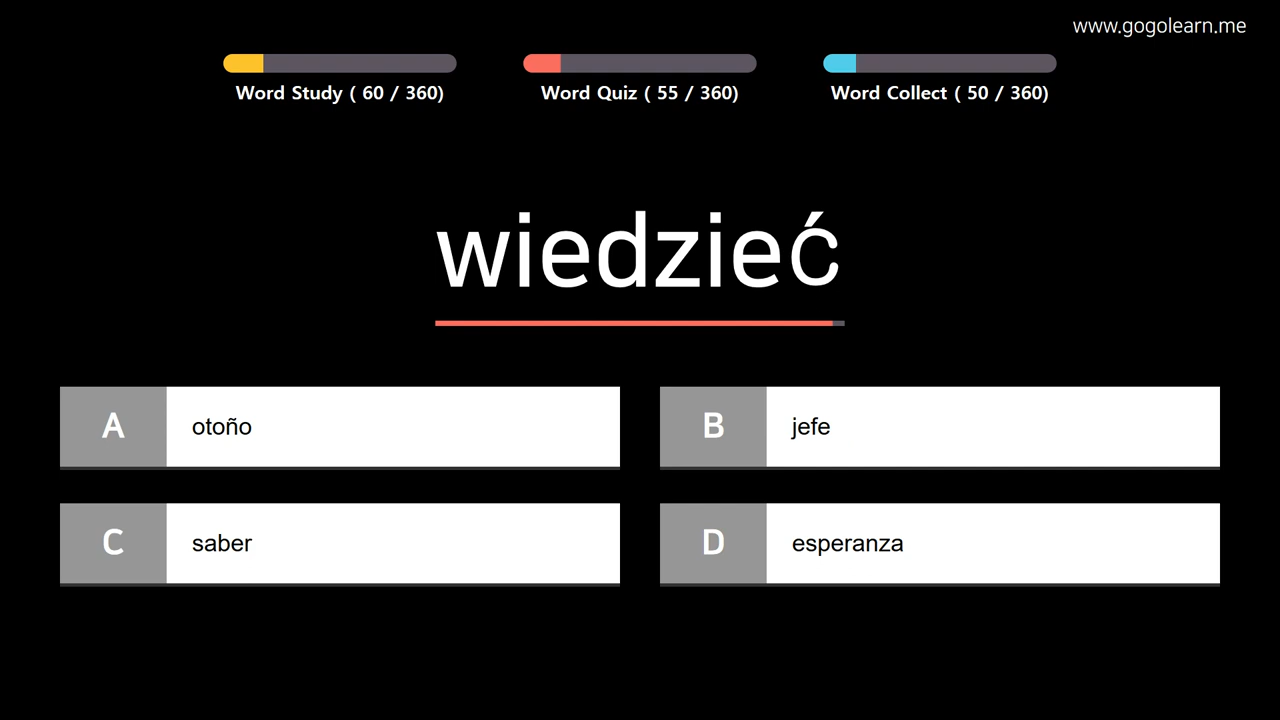 www.gogolearn.me
Word Study ( 60 / 360)
Word Quiz ( 55 / 360)
Word Collect ( 50 / 360)
wiedzieć
A otoño
B jefe
C saber
D esperanza